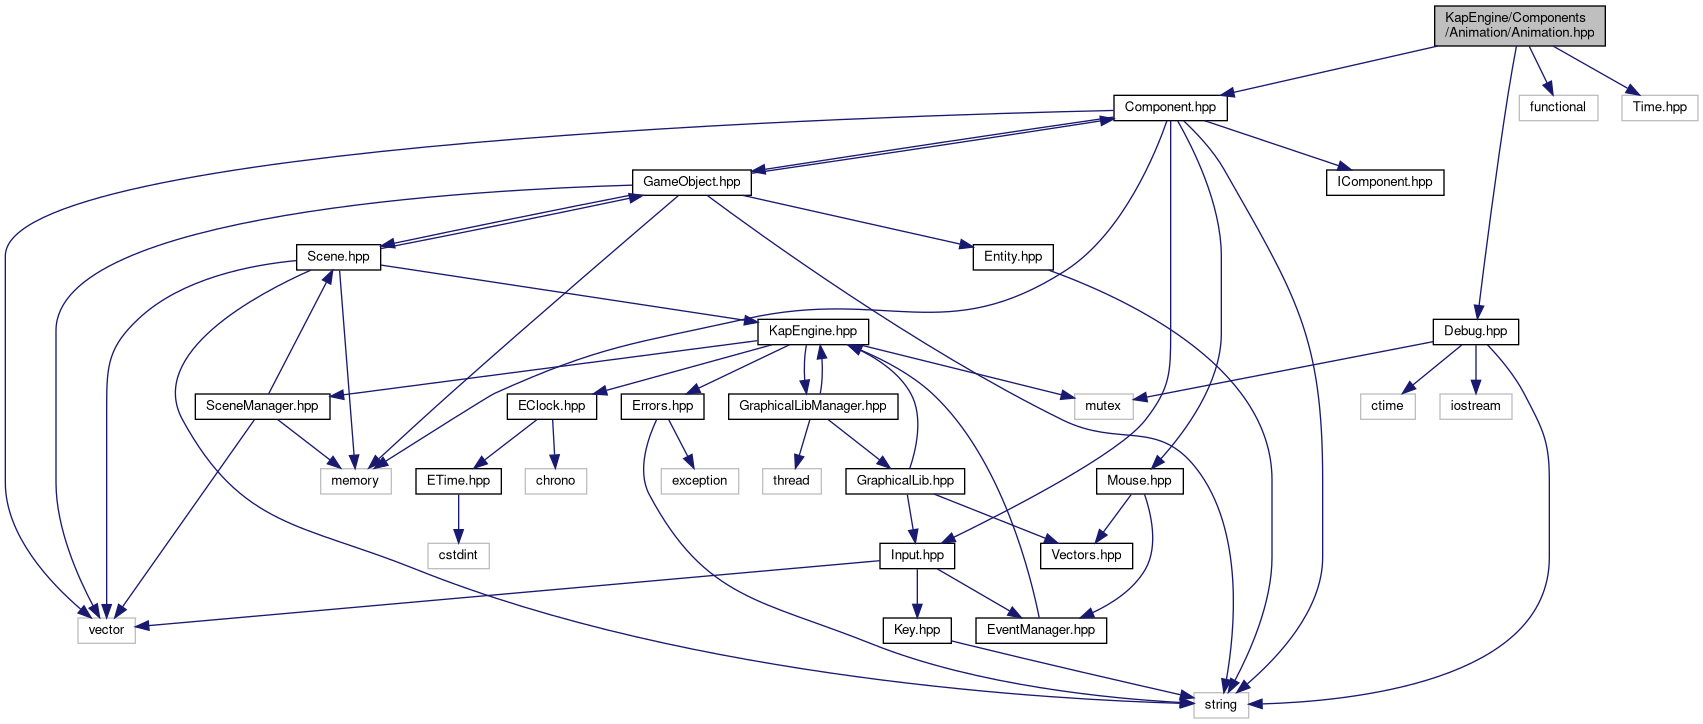 KapEngine/Components
/Animation/Animation.hpp
Component.hpp
functional
Time.hpp
GameObject.hpp
IComponent.hpp
Scene.hpp
Entity.hpp
KapEngine.hpp
Debug.hpp
SceneManager.hpp
EClock.hpp
Errors.hpp
GraphicalLibManager.hpp
mutex
ctime
iostream
memory
ETime.hpp
chrono
exception
thread
GraphicalLib.hpp
Mouse.hpp
cstdint
Input.hpp
Vectors.hpp
vector
Key.hpp
EventManager.hpp
string